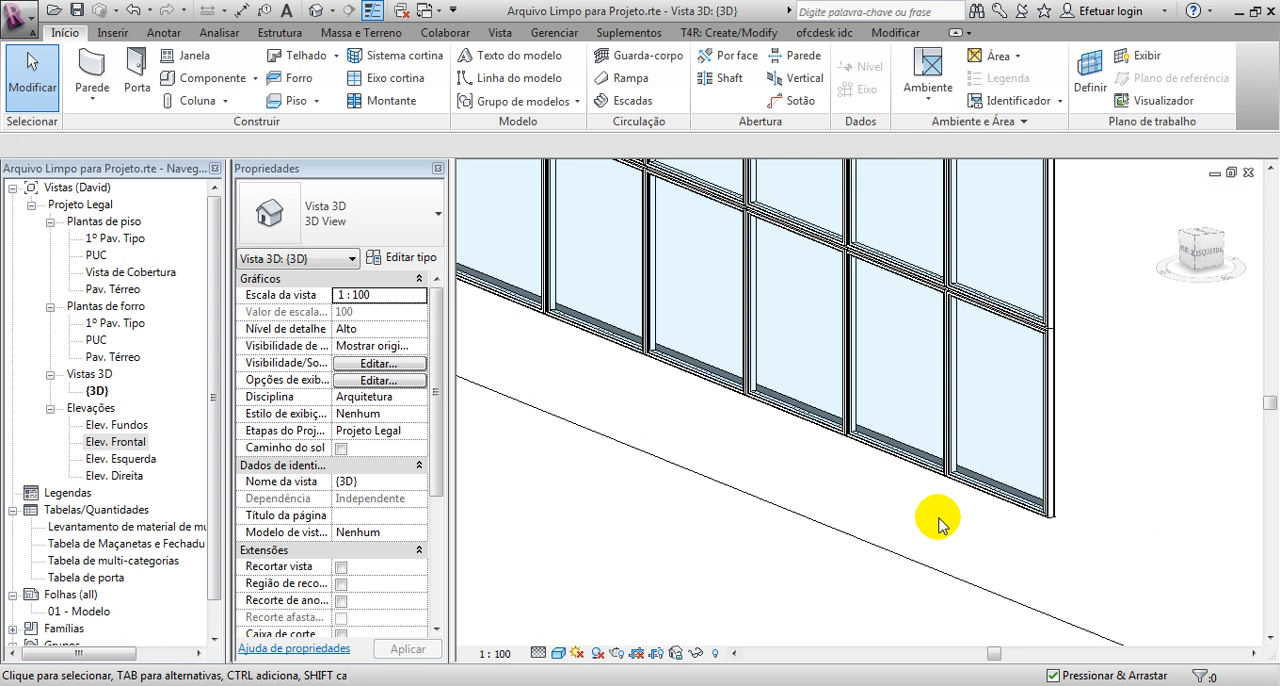 Arquivo Limpo para Projeto.rte - Vista 3D: {3D}
Digite palavra-chave ou frase
Efetuar login
Início Inserir Anotar Analisar Estrutura Massa e Terreno Colaborar Vista Gerenciar Suplementos T4R: Create/Modify ofcdesk idc Modificar
Modificar
Selecionar
Parede
Porta
Janela
Componente
Coluna
Telhado
Forro
Piso
Sistema cortina
Eixo cortina
Montante
Construir
Texto do modelo
Linha do modelo
Grupo de modelos
Modelo
Guarda-corpo
Rampa
Escadas
Circulação
Por face
Shaft
Parede
Vertical
Sotão
Abertura
Nível
Eixo
Dados
Ambiente
Área
Legenda
Identificador
Ambiente e Área
Definir
Exibir
Plano de referência
Visualizador
Plano de trabalho
Arquivo Limpo para Projeto.rte - Naveg...
Vistas (David)
Projeto Legal
Plantas de piso
1º Pav. Tipo
PUC
Vista de Cobertura
Pav. Térreo
Plantas de forro
1º Pav. Tipo
PUC
Pav. Térreo
Vistas 3D
{3D}
Elevações
Elev. Fundos
Elev. Frontal
Elev. Esquerda
Elev. Direita
Legendas
Tabelas/Quantidades
Levantamento de material de mu
Tabela de Maçanetas e Fechadu
Tabela de multi-categorias
Tabela de porta
Folhas (all)
01 - Modelo
Famílias
Propriedades
Vista 3D
3D View
Vista 3D: {3D}
Editar tipo
Gráficos
Escala da vista 1 : 100
Valor de escala... 100
Nível de detalhe Alto
Visibilidade de ... Mostrar origi...
Visibilidade/So... Editar...
Opções de exib... Editar...
Disciplina Arquitetura
Estilo de exibiç... Nenhum
Etapas do Proj... Projeto Legal
Caminho do sol
Dados de identi...
Nome da vista {3D}
Dependência Independente
Título da página
Modelo de vist... Nenhum
Extensões
Recortar vista
Região de reco...
Recorte de ano...
Recorte afasta...
Caixa de corte
Ajuda de propriedades
Aplicar
ESQUERDA
1 : 100
Clique para selecionar, TAB para alternativas, CTRL adiciona, SHIFT ca
Pressionar & Arrastar
:0